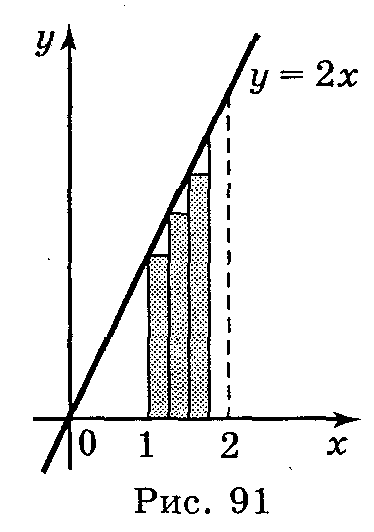 y
y = 2x
0 1 2 x
Рис. 91